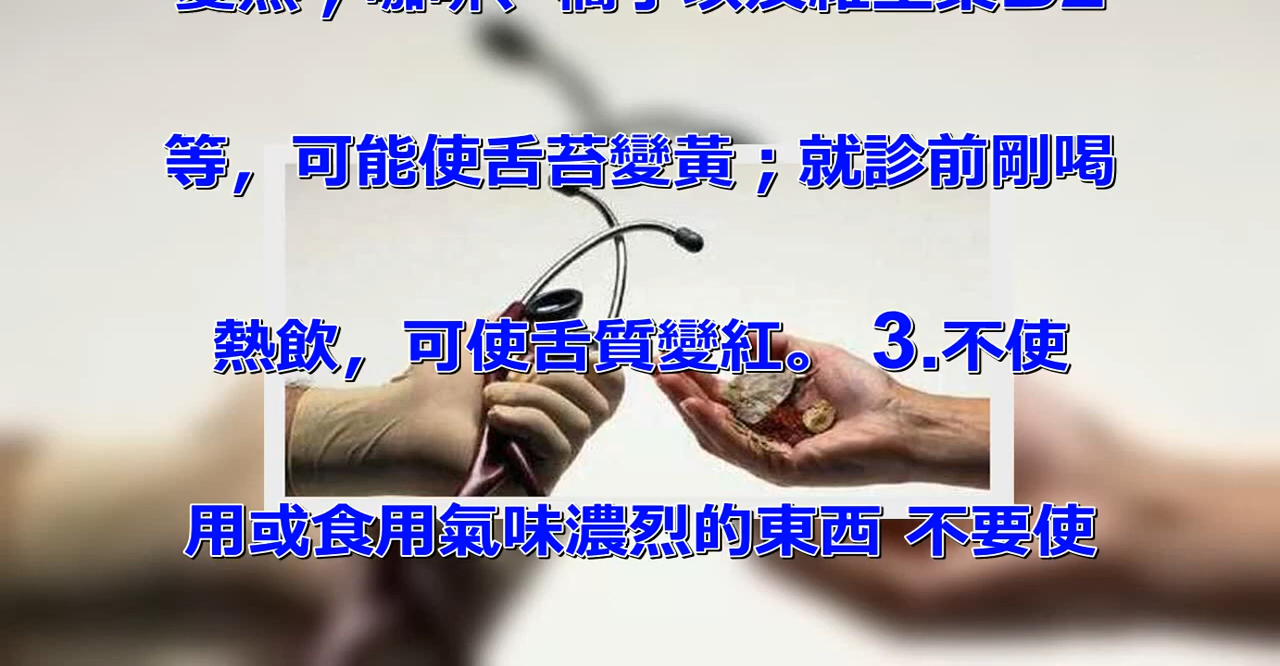 等，可能使舌苔變黃；就診前剛喝
熱飲，可使舌質變紅。 3.不使
用或食用氣味濃烈的東西 不要使